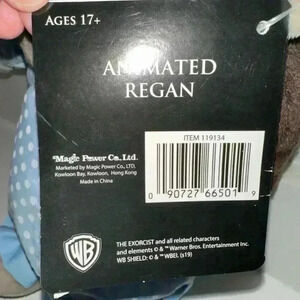 AGES 17+
ANIMATED
REGAN
ITEM 119134
Magic Power Co., Ltd.
Marketed by Magic Power Co., LTD.
Kowloon Bay, Kowloon, Hong Kong
Made in China
0 90727 66501 9
WB
THE EXORCIST and all related characters
and elements © & ™ Warner Bros. Entertainment Inc.
WB SHIELD: © & ™ WBEI. (s19)